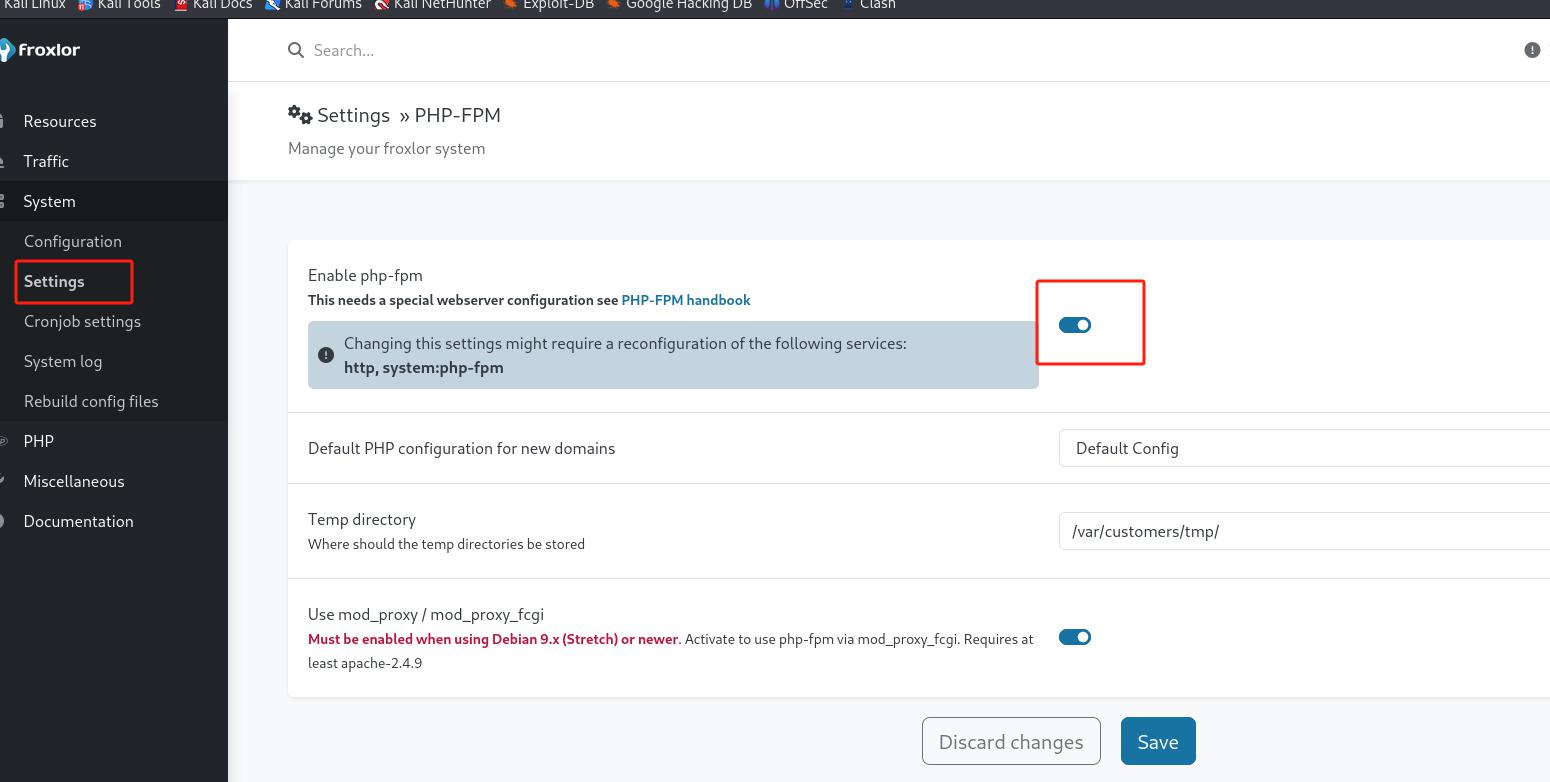 Kali Linux Kali Tools Kali Docs Kali Forums Kali NetHunter Exploit-DB Google Hacking DB OffSec Clash
froxlor
Search...
Resources
Traffic
System
Configuration
Settings
Cronjob settings
System log
Rebuild config files
PHP
Miscellaneous
Documentation
Settings » PHP-FPM
Manage your froxlor system
Enable php-fpm
This needs a special webserver configuration see PHP-FPM handbook
Changing this settings might require a reconfiguration of the following services:
http, system:php-fpm
Default PHP configuration for new domains
Default Config
Temp directory
Where should the temp directories be stored
/var/customers/tmp/
Use mod_proxy / mod_proxy_fcgi
Must be enabled when using Debian 9.x (Stretch) or newer. Activate to use php-fpm via mod_proxy_fcgi. Requires at
least apache-2.4.9
Discard changes
Save